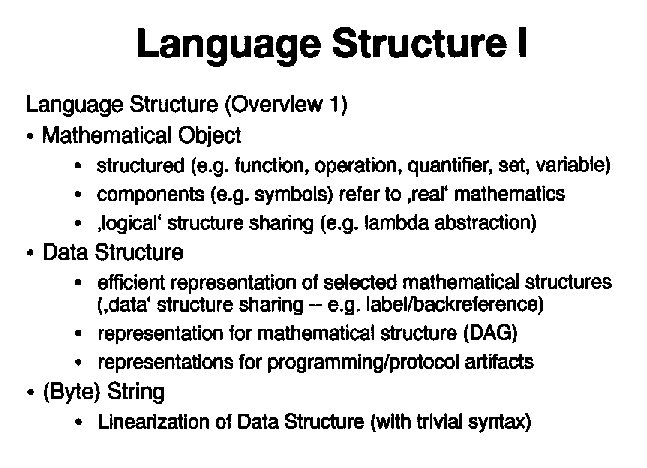 Language Structure I
Language Structure (Overview 1)
• Mathematical Object
• structured (e.g. function, operation, quantifier, set, variable)
• components (e.g. symbols) refer to ‚real‘ mathematics
• ‚logical‘ structure sharing (e.g. lambda abstraction)
• Data Structure
• efficient representation of selected mathematical structures
(‚data‘ structure sharing – e.g. label/backreference)
• representation for mathematical structure (DAG)
• representations for programming/protocol artifacts
• (Byte) String
• Linearization of Data Structure (with trivial syntax)